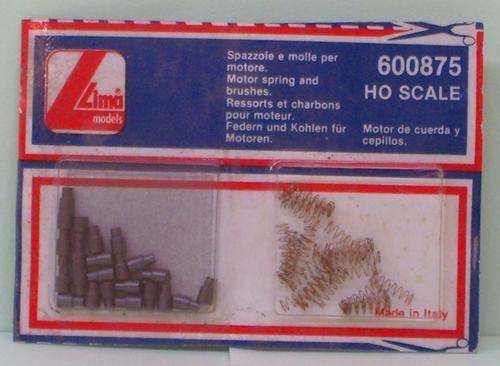 Lima
models
Spazzole e molle per
motore.
Motor spring and
brushes.
Ressorts et charbons
pour moteur.
Federn und Kohlen für
Motoren.
600875
HO SCALE
Motor de cuerda y
cepillos.
Made in Italy